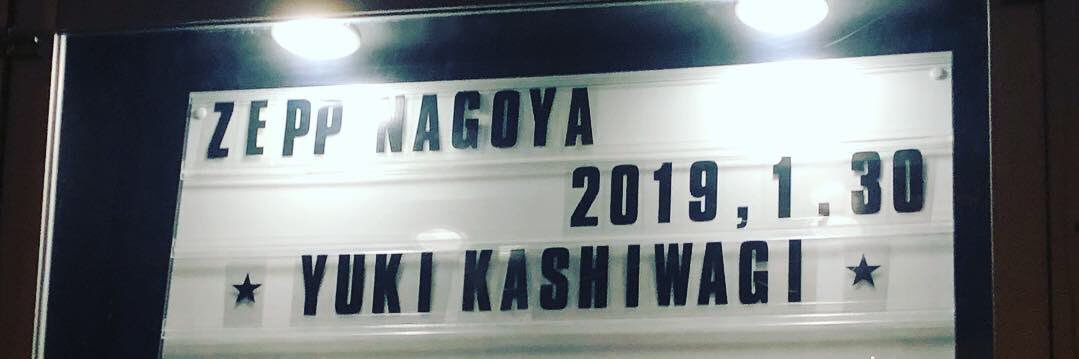 ZEPP NAGOYA
2019,1.30
★ YUKI KASHIWAGI ★